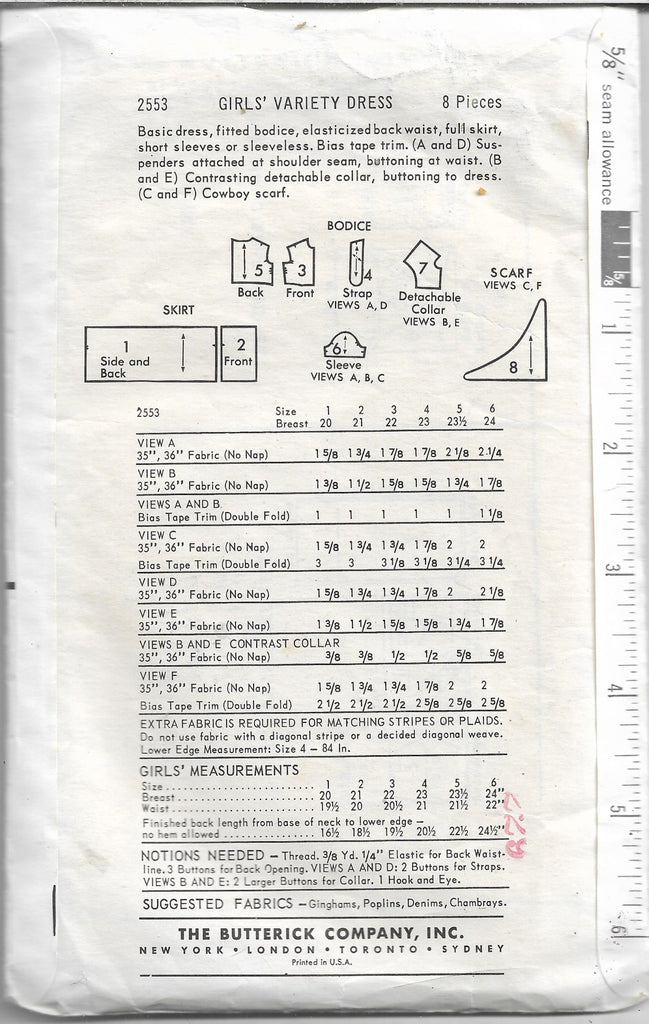 2553 GIRLS' VARIETY DRESS 8 Pieces
Basic dress, fitted bodice, elasticized back waist, full skirt,
short sleeves or sleeveless. Bias tape trim. (A and D) Sus-
penders attached at shoulder seam, buttoning at waist. (B
and E) Contrasting detachable collar, buttoning to dress.
(C and F) Cowboy scarf.
BODICE
5
Back
3
Front
4
Strap
VIEWS A, D
7
Detachable
Collar
VIEWS B, E
SCARF
VIEWS C, F
8
SKIRT
1
Side and
Back
2
Front
6
Sleeve
VIEWS A, B, C
2553 Size 1 2 3 4 5 6
Breast 20 21 22 23 23½ 24
VIEW A
35", 36" Fabric (No Nap) 1 5/8 1 3/4 1 7/8 1 7/8 2 1/8 2.1/4
VIEW B
35", 36" Fabric (No Nap) 1 3/8 1 1/2 1 5/8 1 5/8 1 3/4 1 7/8
VIEWS A AND B
Bias Tape Trim (Double Fold) 1 1 1 1 1 1 1/8
VIEW C
35", 36" Fabric (No Nap) 1 5/8 1 3/4 1 3/4 1 7/8 2 2
Bias Tape Trim (Double Fold) 3 3 3 1/8 3 1/8 3 1/4 3 1/4
VIEW D
35", 36" Fabric (No Nap) 1 5/8 1 3/4 1 3/4 1 7/8 2 2 1/8
VIEW E
35", 36" Fabric (No Nap) 1 3/8 1 1/2 1 5/8 1 5/8 1 3/4 1 7/8
VIEWS B AND E CONTRAST COLLAR
35", 36" Fabric (No Nap) 3/8 3/8 1/2 1/2 5/8 5/8
VIEW F
35", 36" Fabric (No Nap) 1 5/8 1 3/4 1 3/4 1 7/8 2 2
Bias Tape Trim (Double Fold) 2 1/2 2 1/2 2 1/2 2 5/8 2 5/8 2 5/8
EXTRA FABRIC IS REQUIRED FOR MATCHING STRIPES OR PLAIDS.
Do not use fabric with a diagonal stripe or a decided diagonal weave.
Lower Edge Measurement: Size 4 – 84 In.
GIRLS' MEASUREMENTS
Size ........................ 1 2 3 4 5 6
Breast ........................ 20 21 22 23 23½ 24"
Waist ........................ 19½ 20 20½ 21 21½ 22"
Finished back length from base of neck to lower edge –
no hem allowed ............... 16½ 18½ 19½ 20½ 22½ 24½"
NOTIONS NEEDED – Thread. 3/8 Yd. 1/4" Elastic for Back Waist-
line. 3 Buttons for Back Opening. VIEWS A AND D: 2 Buttons for Straps.
VIEWS B AND E: 2 Larger Buttons for Collar. 1 Hook and Eye.
SUGGESTED FABRICS – Ginghams, Poplins, Denims, Chambrays.
THE BUTTERICK COMPANY, INC.
NEW YORK • LONDON • TORONTO • SYDNEY
Printed in U.S.A.
5/8" seam allowance
5/8
1
2
3
4
5
6